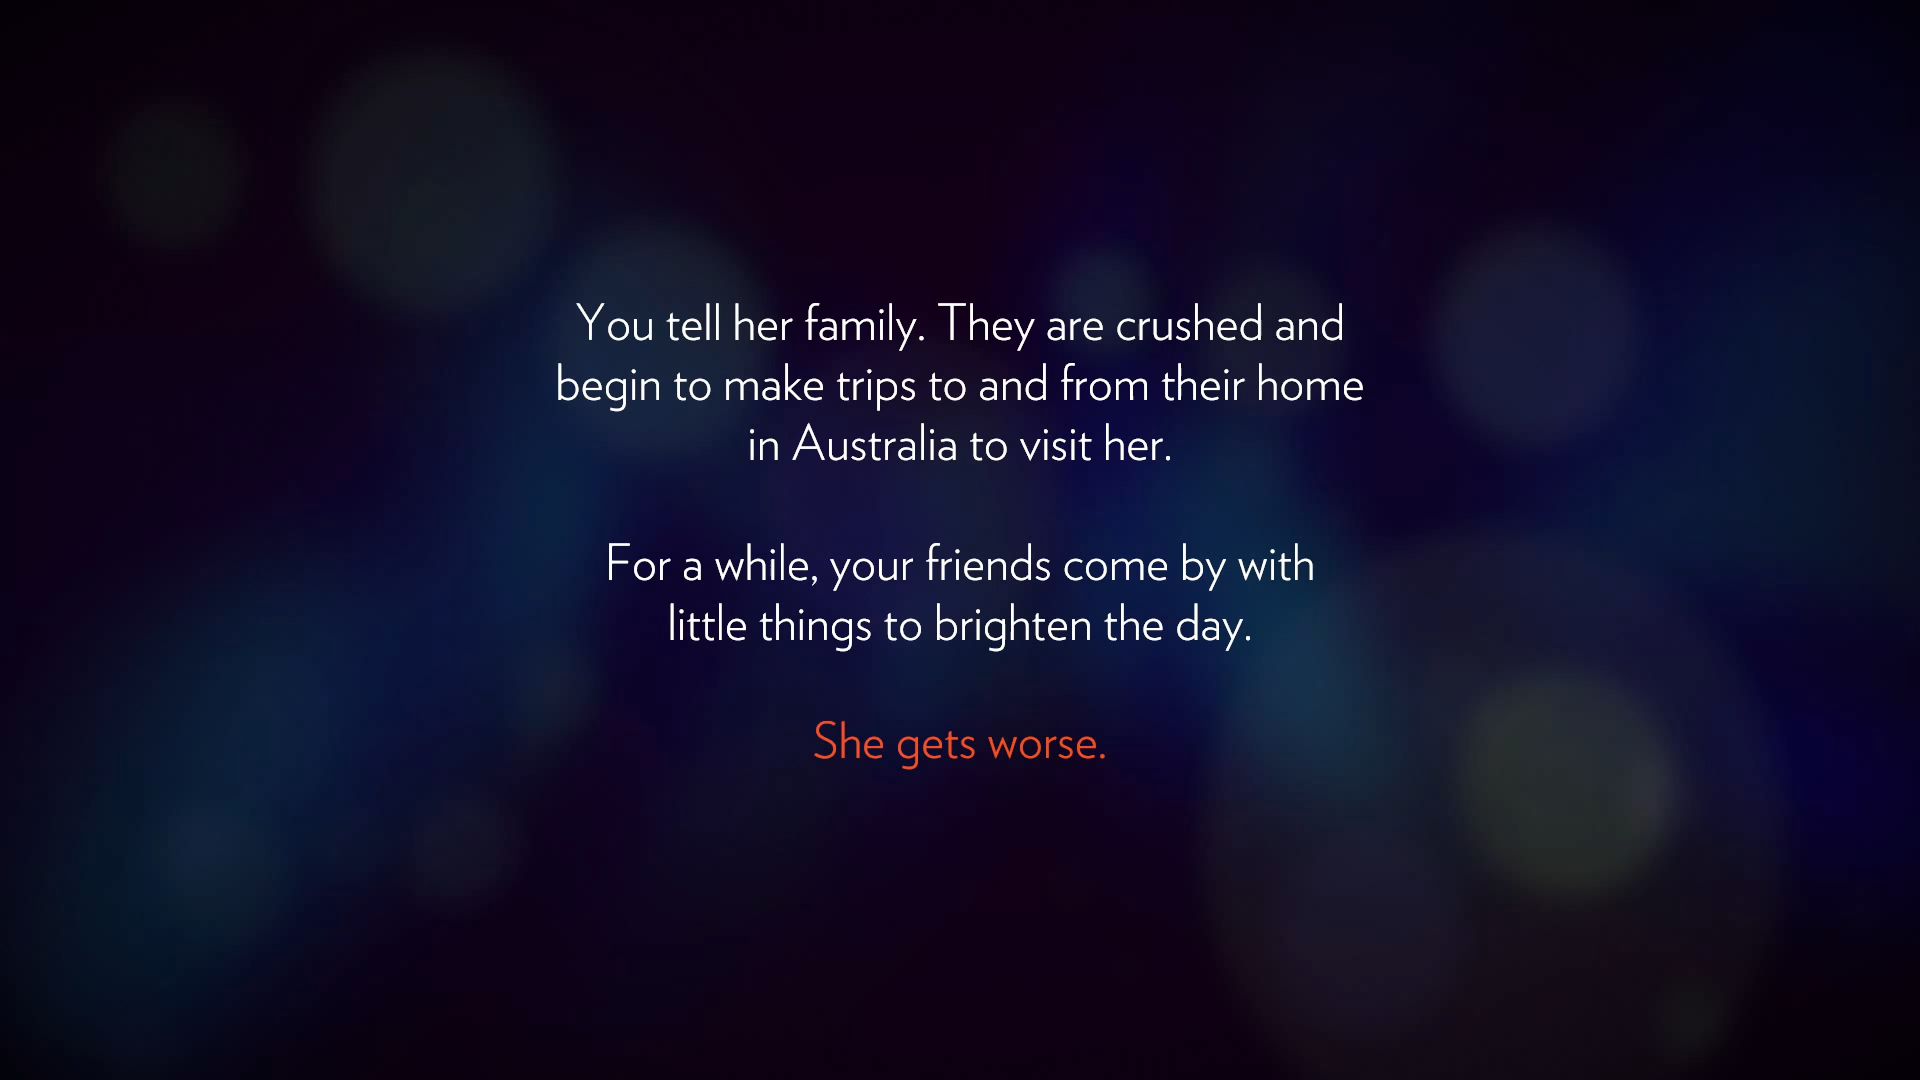 You tell her family. They are crushed and
begin to make trips to and from their home
in Australia to visit her.
For a while, your friends come by with
little things to brighten the day.
She gets worse.